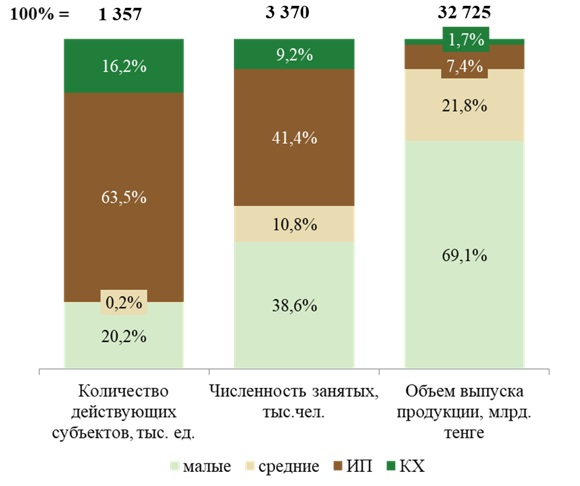 100% = 1 357 3 370 32 725
16,2%
63,5%
0,2%
20,2%
9,2%
41,4%
10,8%
38,6%
1,7%
7,4%
21,8%
69,1%
Количество
действующих
субъектов, тыс. ед.
Численность занятых,
тыс.чел.
Объем выпуска
продукции, млрд.
тенге
малые средние ИП КХ